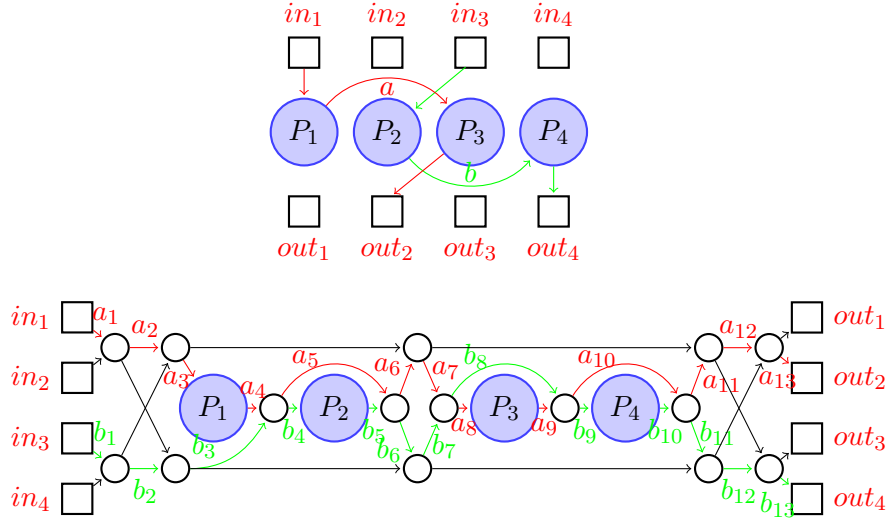 in₁ in₂ in₃ in₄
a
P₁ P₂ P₃ P₄
b
out₁ out₂ out₃ out₄
in₁ a₁ a₂ a₁₂ out₁
a₅ a₆ a₇ b₈ a₁₀
in₂ a₃ a₄ a₁₁ a₁₃ out₂
P₁ P₂ P₃ P₄
a₈ a₉
in₃ b₁ b₃ b₄ b₅ b₆ b₇ b₉ b₁₀ b₁₁ out₃
in₄ b₂ b₁₂ b₁₃ out₄